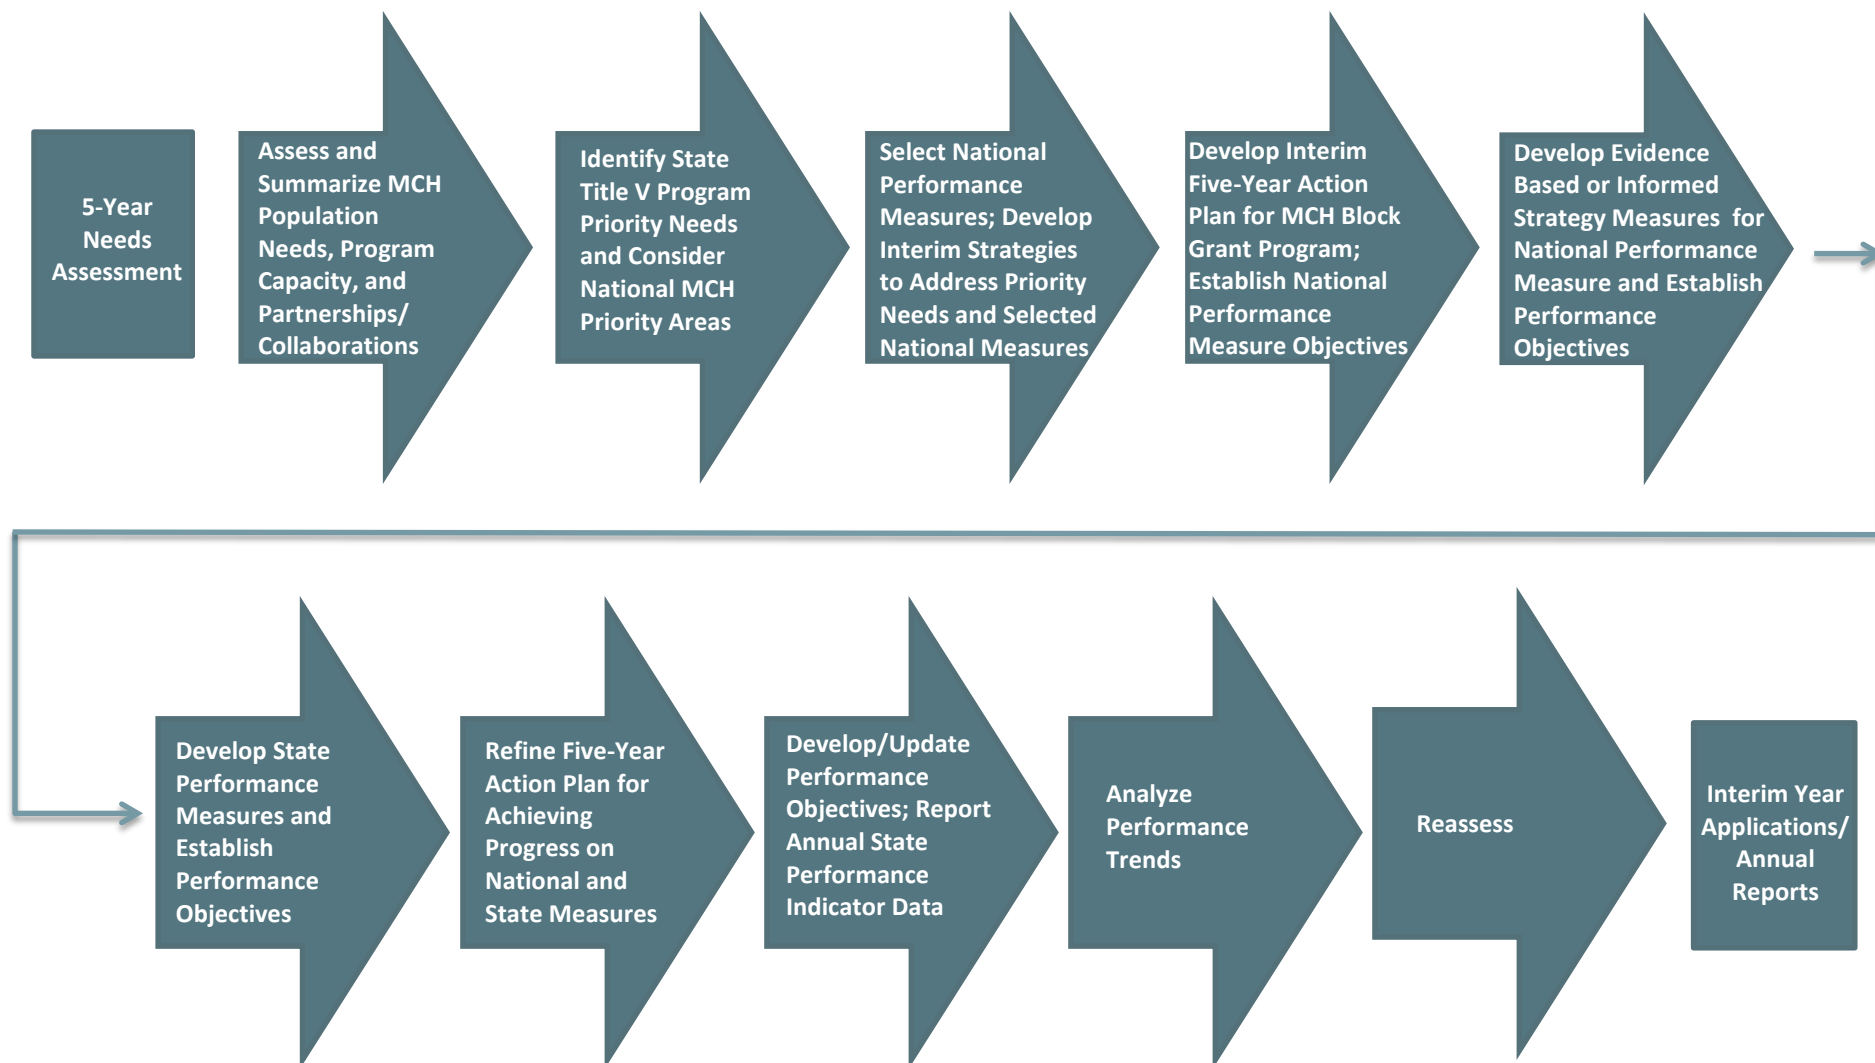 5-Year
Needs
Assessment
Assess and
Summarize MCH
Population
Needs, Program
Capacity, and
Partnerships/
Collaborations
Identify State
Title V Program
Priority Needs
and Consider
National MCH
Priority Areas
Select National
Performance
Measures; Develop
Interim Strategies
to Address Priority
Needs and Selected
National Measures
Develop Interim
Five-Year Action
Plan for MCH Block
Grant Program;
Establish National
Performance
Measure Objectives
Develop Evidence
Based or Informed
Strategy Measures for
National Performance
Measure and Establish
Performance
Objectives
Develop State
Performance
Measures and
Establish
Performance
Objectives
Refine Five-Year
Action Plan for
Achieving
Progress on
National and
State Measures
Develop/Update
Performance
Objectives; Report
Annual State
Performance
Indicator Data
Analyze
Performance
Trends
Reassess
Interim Year
Applications/
Annual
Reports